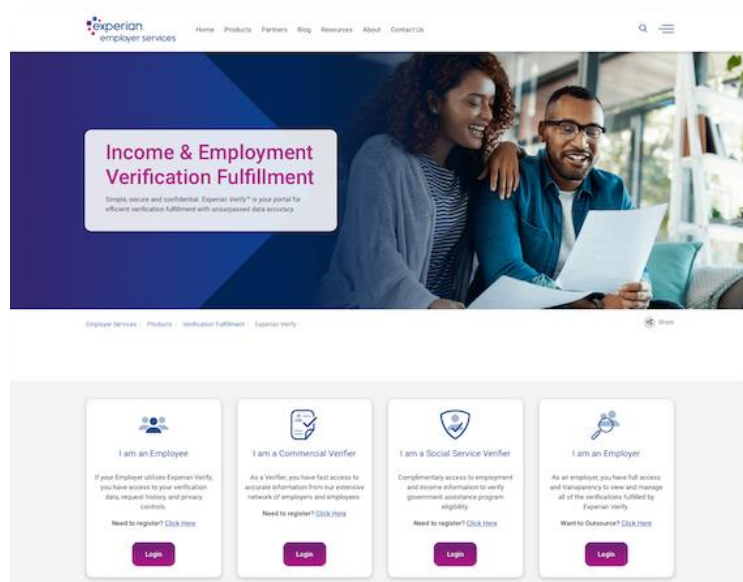 experian.
employer services
Home Products Partners Blog Resources About Contact Us
Income & Employment
Verification Fulfillment
Simple, secure and confidential. Experian Verify™ is your portal for
efficient verification fulfillment with unsurpassed data accuracy.
Employer Services / Products / Verification Fulfillment / Experian Verify
Share
I am an Employee
If your Employer utilizes Experian Verify,
you have access to your verification
data, request history, and privacy
controls.
Need to register? Click Here
Login
I am a Commercial Verifier
As a Verifier, you have fast access to
accurate information from our extensive
network of employers and employees.
Need to register? Click Here
Login
I am a Social Service Verifier
Complimentary access to employment
and income information to verify
government assistance program
eligibility.
Need to register? Click Here
Login
I am an Employer
As an employer, you have full access
and transparency to view and manage
all of the verifications fulfilled by
Experian Verify.
Want to Outsource? Click Here
Login